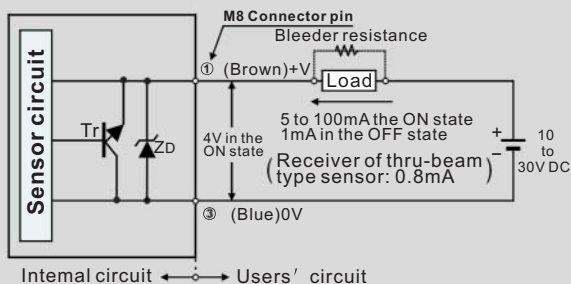 M8 Connector pin
Bleeder resistance
① (Brown)+V
Load
Sensor circuit
Tr
ZD
4V in the
ON state
5 to 100mA the ON state
1mA in the OFF state
(Receiver of thru-beam
type sensor: 0.8mA)
+
−
10
to
30V DC
③ (Blue)0V
Intemal circuit
Users' circuit